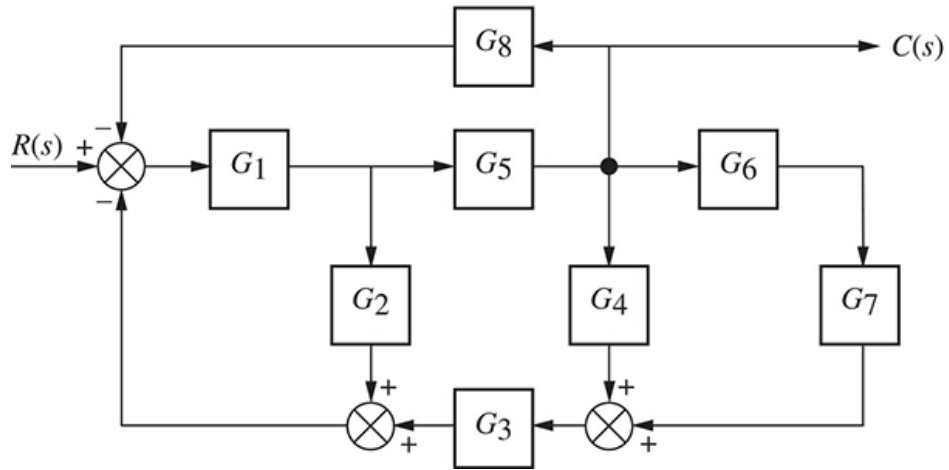 G8
C(s)
R(s) + −
G1
G5
G6
−
G2
G4
G7
+
+
G3
+
+